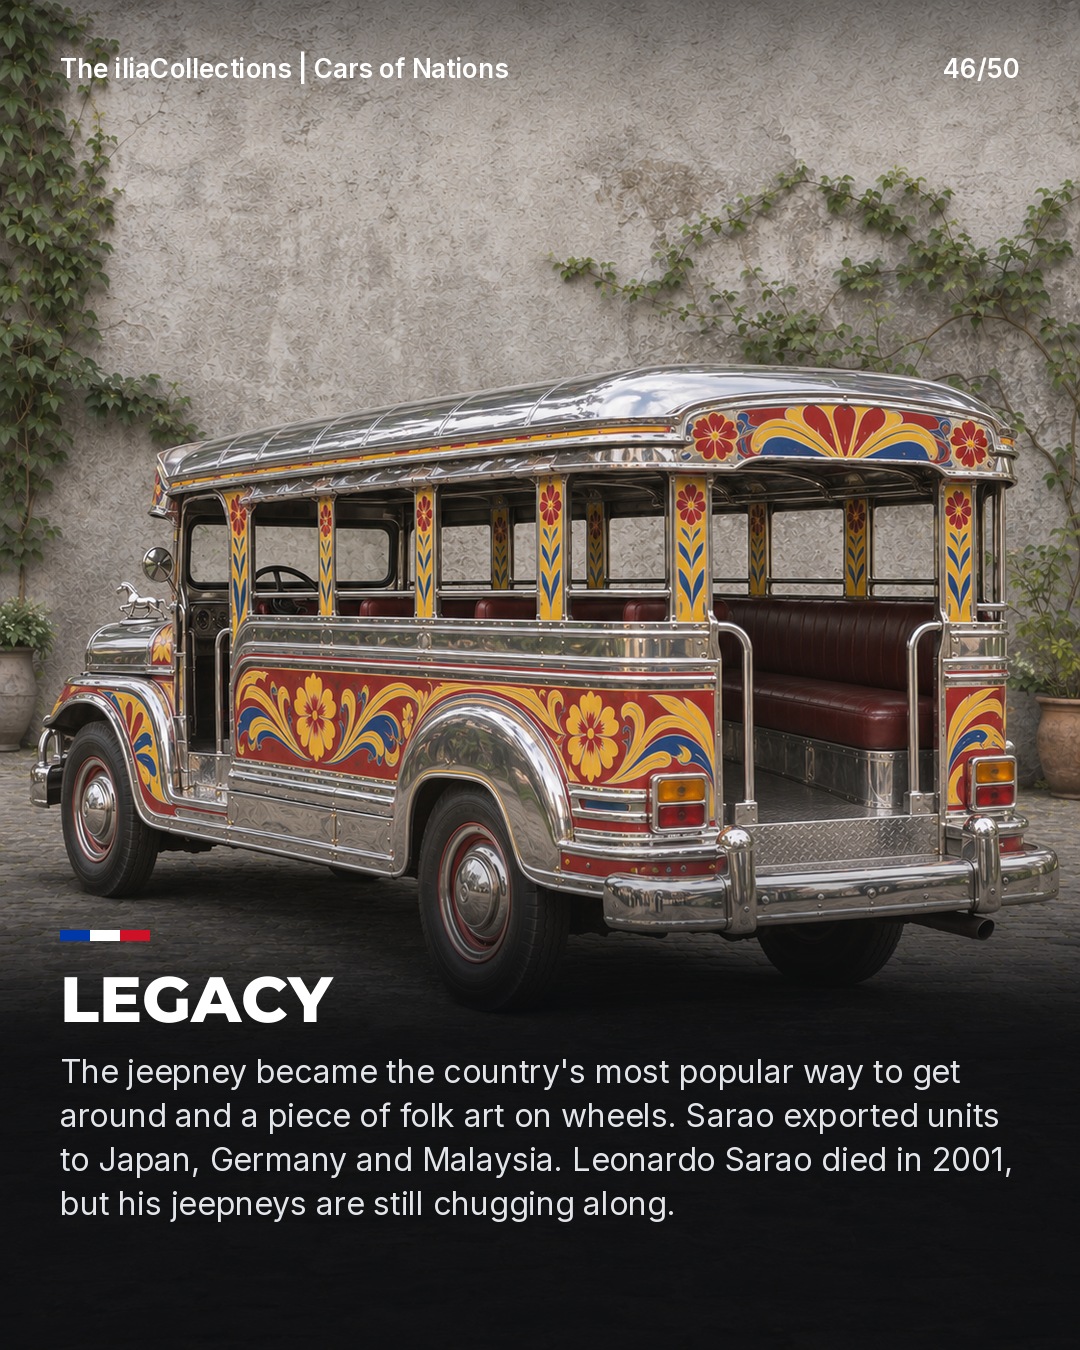 The iliaCollections | Cars of Nations
46/50
LEGACY
The jeepney became the country's most popular way to get
around and a piece of folk art on wheels. Sarao exported units
to Japan, Germany and Malaysia. Leonardo Sarao died in 2001,
but his jeepneys are still chugging along.